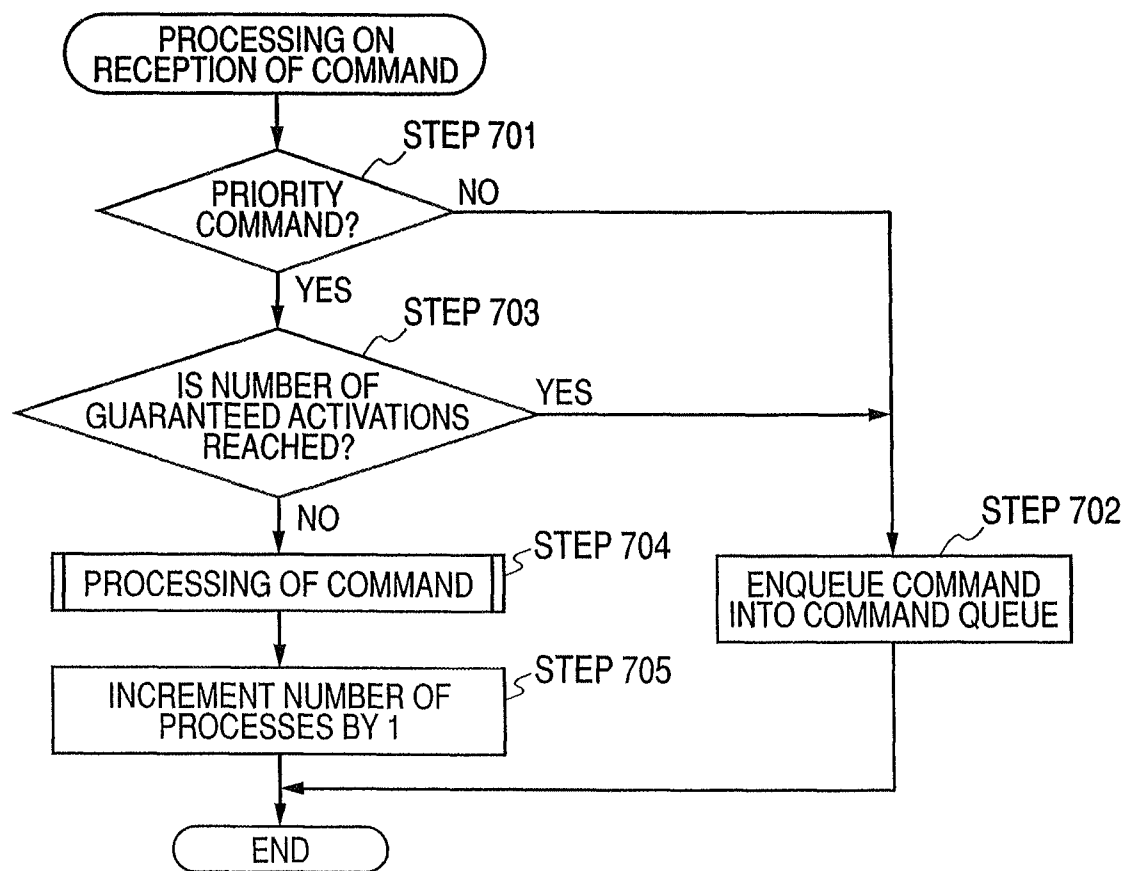 PROCESSING ON
RECEPTION OF COMMAND
STEP 701
PRIORITY
COMMAND?
NO
YES
STEP 703
IS NUMBER OF
GUARANTEED ACTIVATIONS
REACHED?
YES
NO
STEP 702
STEP 704
PROCESSING OF COMMAND
ENQUEUE COMMAND
INTO COMMAND QUEUE
STEP 705
INCREMENT NUMBER OF
PROCESSES BY 1
END